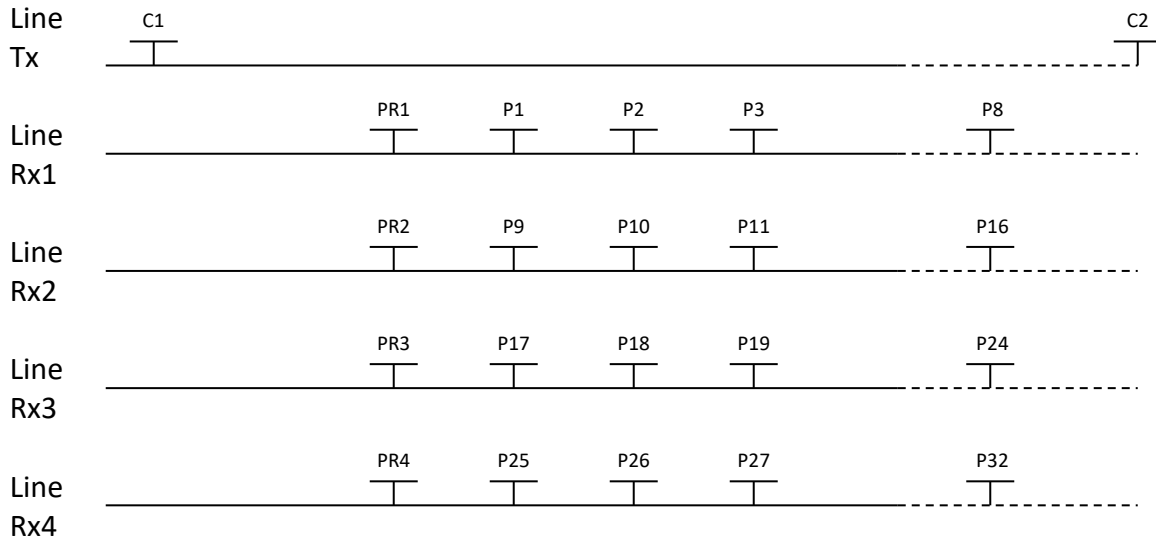 Line
Tx
C1
C2
Line
Rx1
PR1
P1
P2
P3
P8
Line
Rx2
PR2
P9
P10
P11
P16
Line
Rx3
PR3
P17
P18
P19
P24
Line
Rx4
PR4
P25
P26
P27
P32